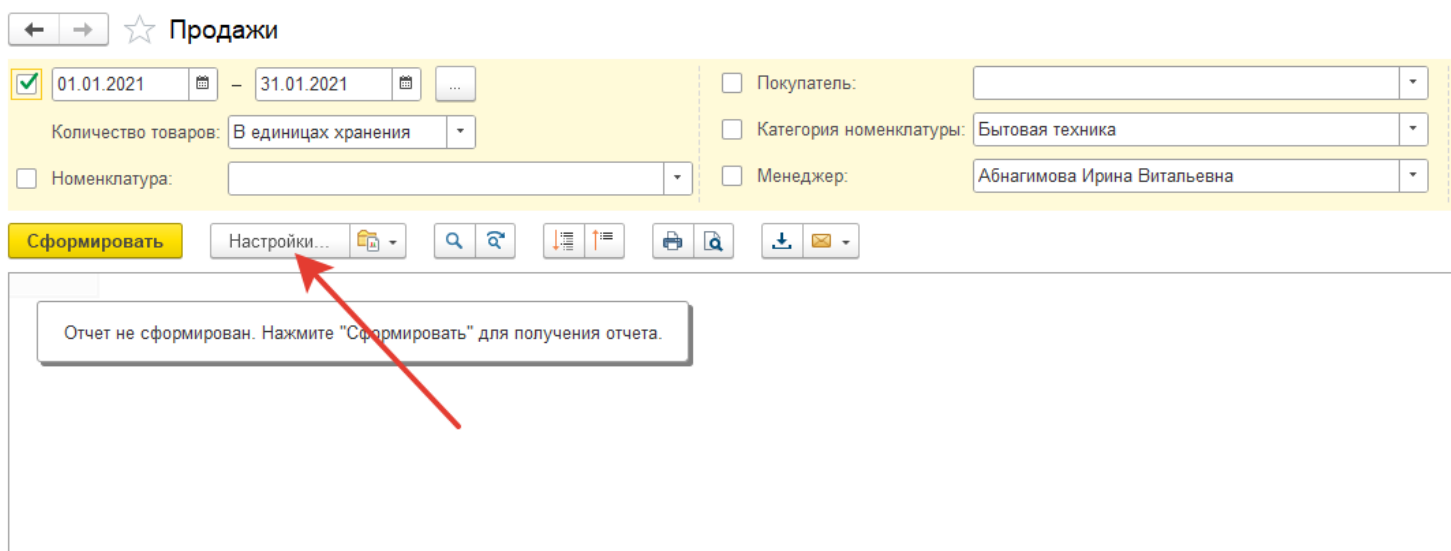 Продажи
01.01.2021 – 31.01.2021 ...
Покупатель:
Количество товаров: В единицах хранения
Категория номенклатуры: Бытовая техника
Номенклатура:
Менеджер: Абнагимова Ирина Витальевна
Сформировать Настройки...
Отчет не сформирован. Нажмите "Сформировать" для получения отчета.